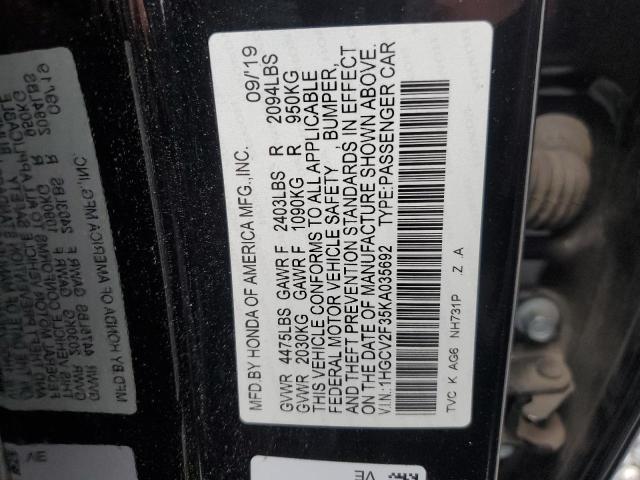 MFD.BY HONDA OF AMERICA MFG.,INC. 09/'19
GVWR 4475LBS GAWR F 2403LBS R 2094LBS
GVWR 2030KG GAWR F 1090KG R 950KG
THIS VEHICLE CONFORMS TO ALL APPLICABLE
FEDERAL MOTOR VEHICLE SAFETY , BUMPER,
AND THEFT PREVENTION STANDARDS IN EFFECT
ON THE DATE OF MANUFACTURE SHOWN ABOVE.
V.I.N.:1HGCV2F35KA035692 TYPE:PASSENGER CAR
TVC K AG6 NH731P Z .A
VE